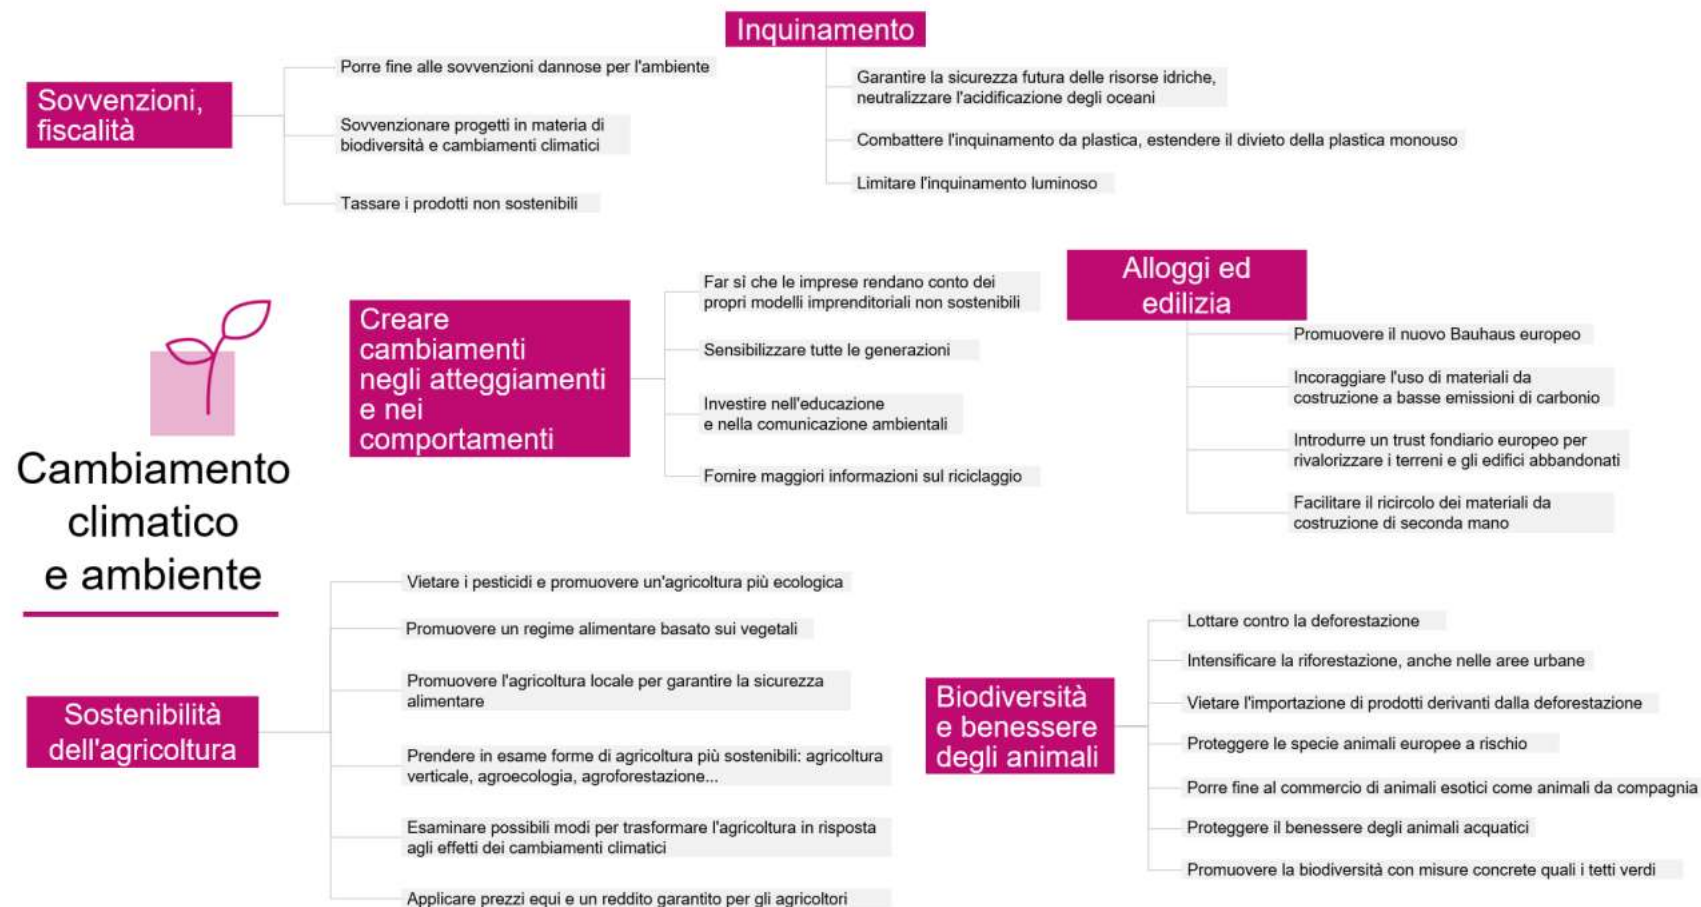 Inquinamento
Garantire la sicurezza futura delle risorse idriche,
neutralizzare l'acidificazione degli oceani
Combattere l'inquinamento da plastica, estendere il divieto della plastica monouso
Limitare l'inquinamento luminoso
Sovvenzioni,
fiscalità
Porre fine alle sovvenzioni dannose per l'ambiente
Sovvenzionare progetti in materia di
biodiversità e cambiamenti climatici
Tassare i prodotti non sostenibili
Cambiamento
climatico
e ambiente
Creare
cambiamenti
negli atteggiamenti
e nei
comportamenti
Far sì che le imprese rendano conto dei
propri modelli imprenditoriali non sostenibili
Sensibilizzare tutte le generazioni
Investire nell'educazione
e nella comunicazione ambientali
Fornire maggiori informazioni sul riciclaggio
Alloggi ed
edilizia
Promuovere il nuovo Bauhaus europeo
Incoraggiare l'uso di materiali da
costruzione a basse emissioni di carbonio
Introdurre un trust fondiario europeo per
rivalorizzare i terreni e gli edifici abbandonati
Facilitare il ricircolo dei materiali da
costruzione di seconda mano
Sostenibilità
dell'agricoltura
Vietare i pesticidi e promuovere un'agricoltura più ecologica
Promuovere un regime alimentare basato sui vegetali
Promuovere l'agricoltura locale per garantire la sicurezza
alimentare
Prendere in esame forme di agricoltura più sostenibili: agricoltura
verticale, agroecologia, agroforestazione...
Esaminare possibili modi per trasformare l'agricoltura in risposta
agli effetti dei cambiamenti climatici
Applicare prezzi equi e un reddito garantito per gli agricoltori
Biodiversità
e benessere
degli animali
Lottare contro la deforestazione
Intensificare la riforestazione, anche nelle aree urbane
Vietare l'importazione di prodotti derivanti dalla deforestazione
Proteggere le specie animali europee a rischio
Porre fine al commercio di animali esotici come animali da compagnia
Proteggere il benessere degli animali acquatici
Promuovere la biodiversità con misure concrete quali i tetti verdi